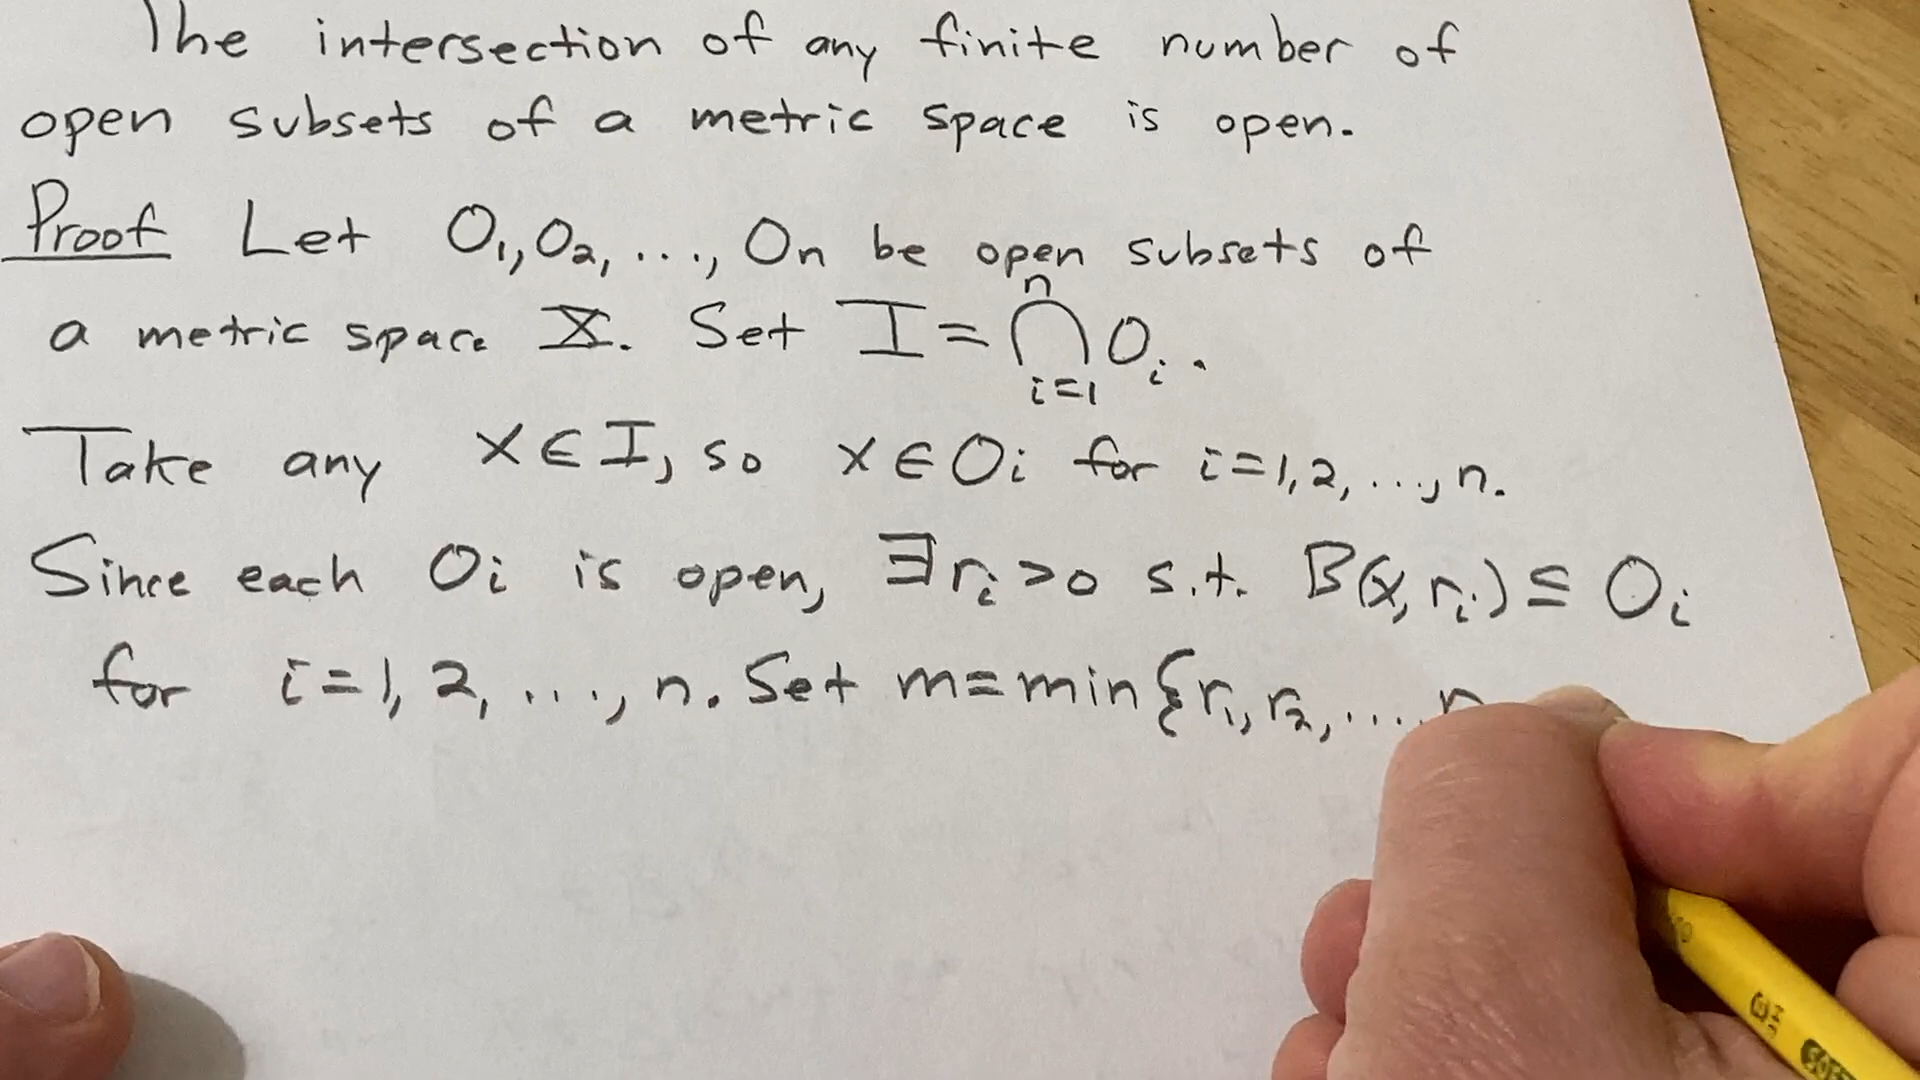 The intersection of any finite number of
open subsets of a metric space is open.
Proof Let O₁, O₂, ..., On be open subsets of
a metric space X. Set I = ⋂ⁿᵢ₌₁ Oᵢ.
Take any x∈I, so x∈Oi for i=1,2,...,n.
Since each Oi is open, ∃rᵢ>0 s.t. B(x,rᵢ) ⊆ Oi
for i=1,2,...,n. Set m=min{r₁, r₂, ....